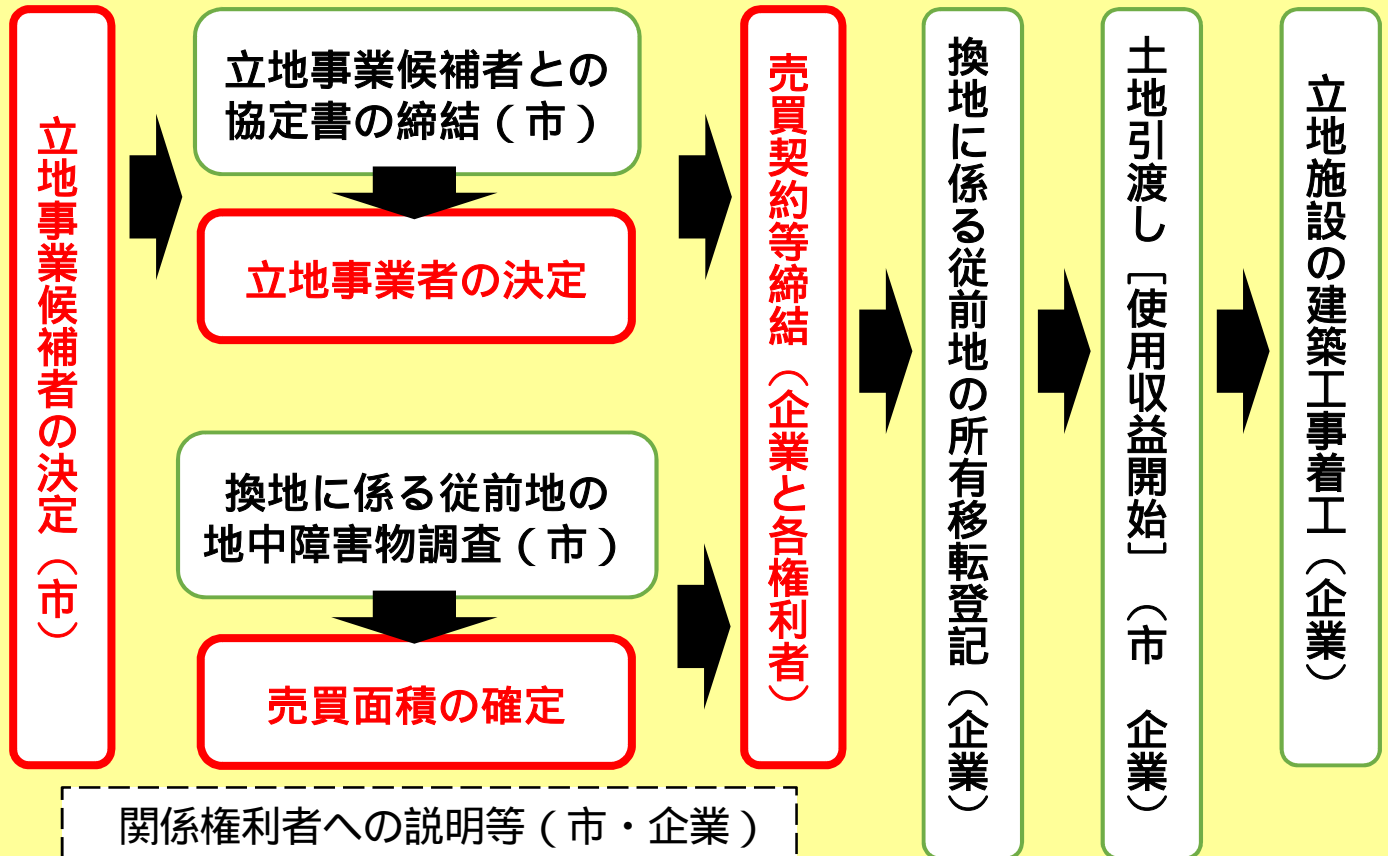 立地事業候補者の決定（市）
立地事業候補者との
協定書の締結（市）
立地事業者の決定
換地に係る従前地の
地中障害物調査（市）
売買面積の確定
関係権利者への説明等（市・企業）
売買契約等締結（企業と各権利者）
換地に係る従前地の所有移転登記（企業）
土地引渡し［使用収益開始］（市　企業）
立地施設の建築工事着工（企業）